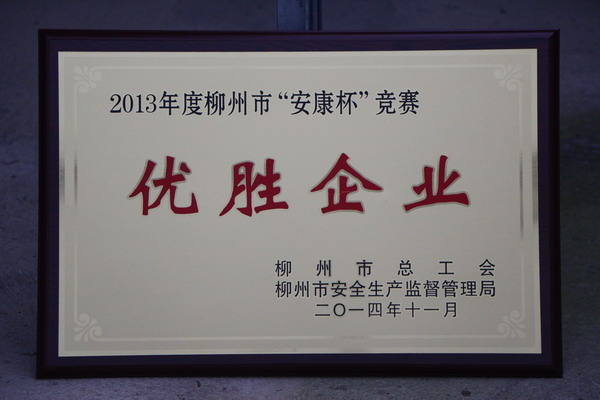 2013年度柳州市“安康杯”竞赛
优胜企业
柳州市总工会
柳州市安全生产监督管理局
二〇一四年十一月